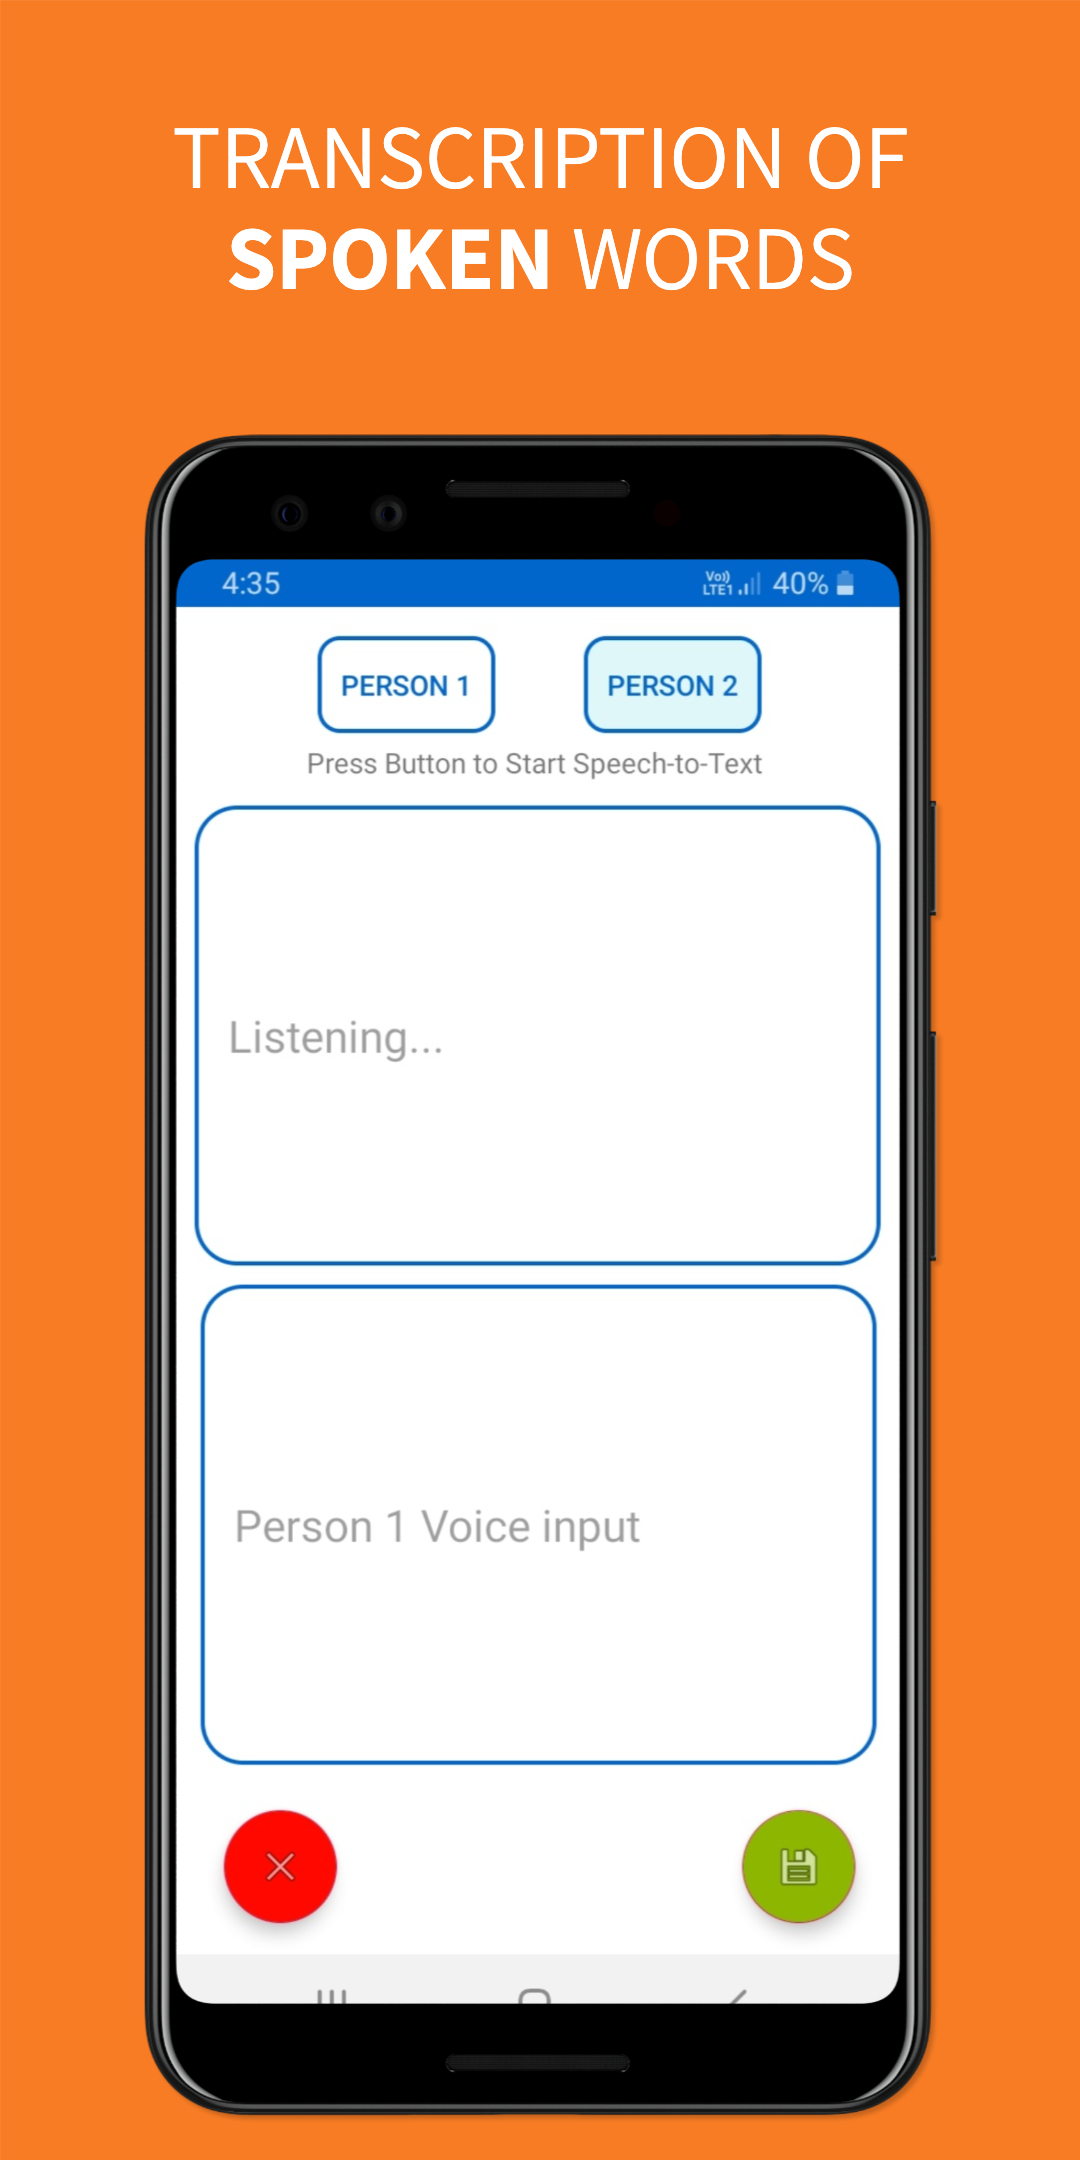 TRANSCRIPTION OF
SPOKEN WORDS
4:35
Vo))
LTE1
40%
PERSON 1
PERSON 2
Press Button to Start Speech-to-Text
Listening...
Person 1 Voice input